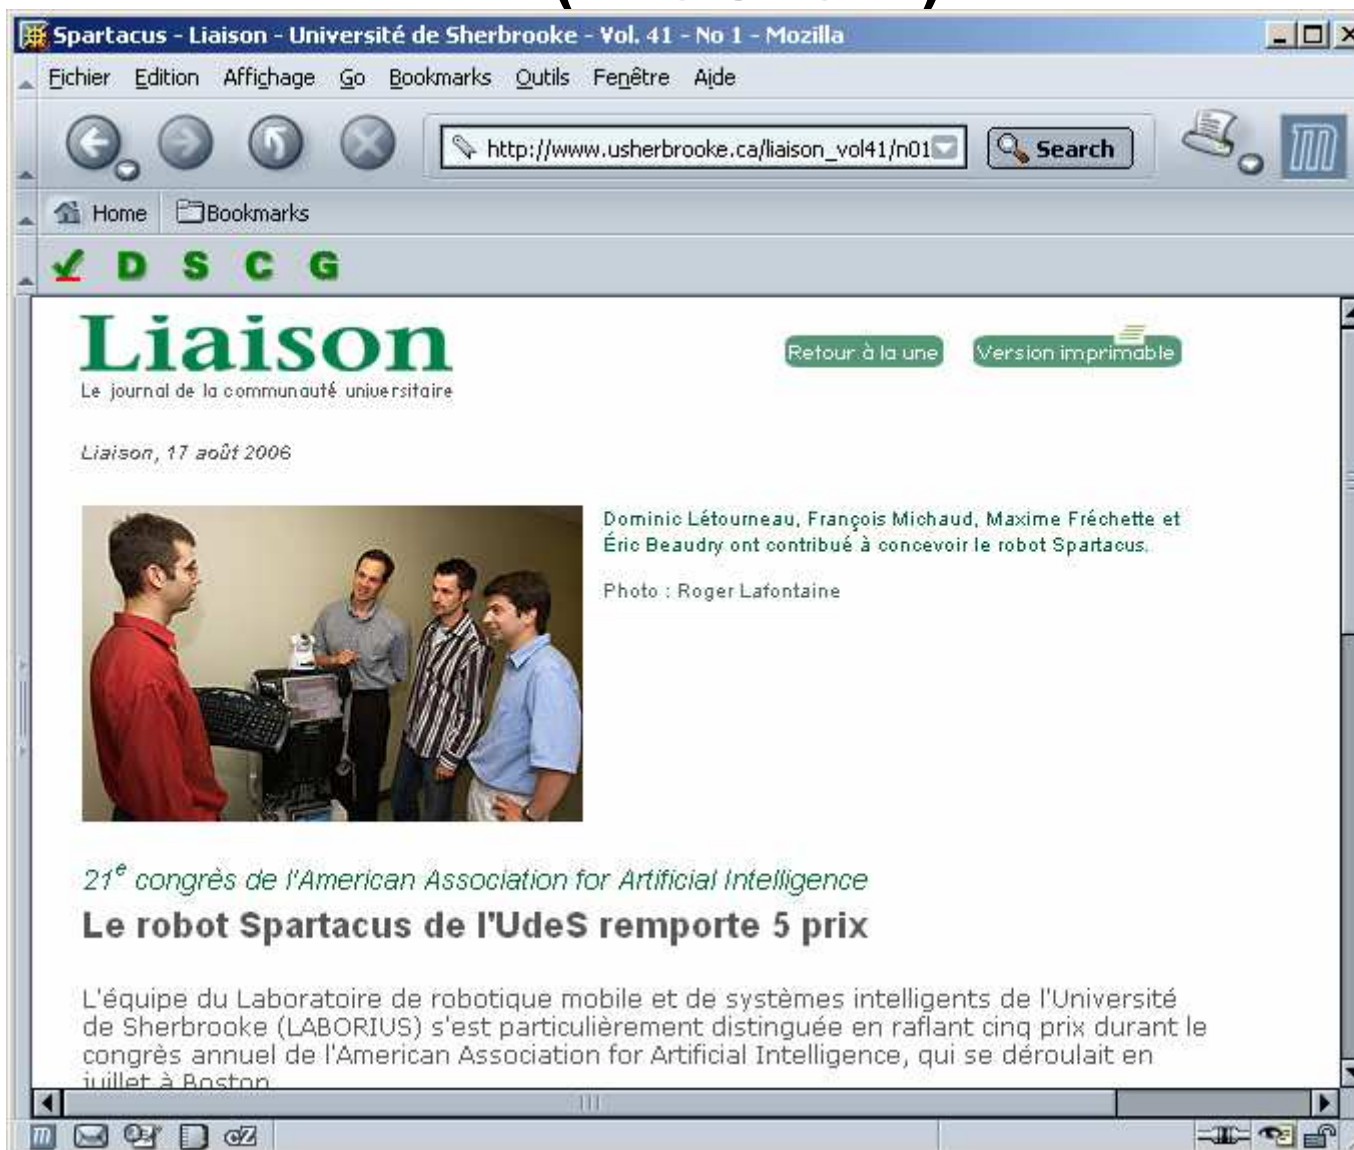 Spartacus - Liaison - Université de Sherbrooke - Vol. 41 - No 1 - Mozilla
Fichier Edition Affichage Go Bookmarks Outils Fenêtre Aide
http://www.usherbrooke.ca/liaison_vol41/n01
Search
Home Bookmarks
D S C G
Liaison
Retour à la une
Version imprimable
Le journal de la communauté universitaire
Liaison, 17 août 2006
Dominic Létourneau, François Michaud, Maxime Fréchette et
Éric Beaudry ont contribué à concevoir le robot Spartacus.
Photo : Roger Lafontaine
21e congrès de l'American Association for Artificial Intelligence
Le robot Spartacus de l'UdeS remporte 5 prix
L'équipe du Laboratoire de robotique mobile et de systèmes intelligents de l'Université
de Sherbrooke (LABORIUS) s'est particulièrement distinguée en raflant cinq prix durant le
congrès annuel de l'American Association for Artificial Intelligence, qui se déroulait en
juillet à Boston